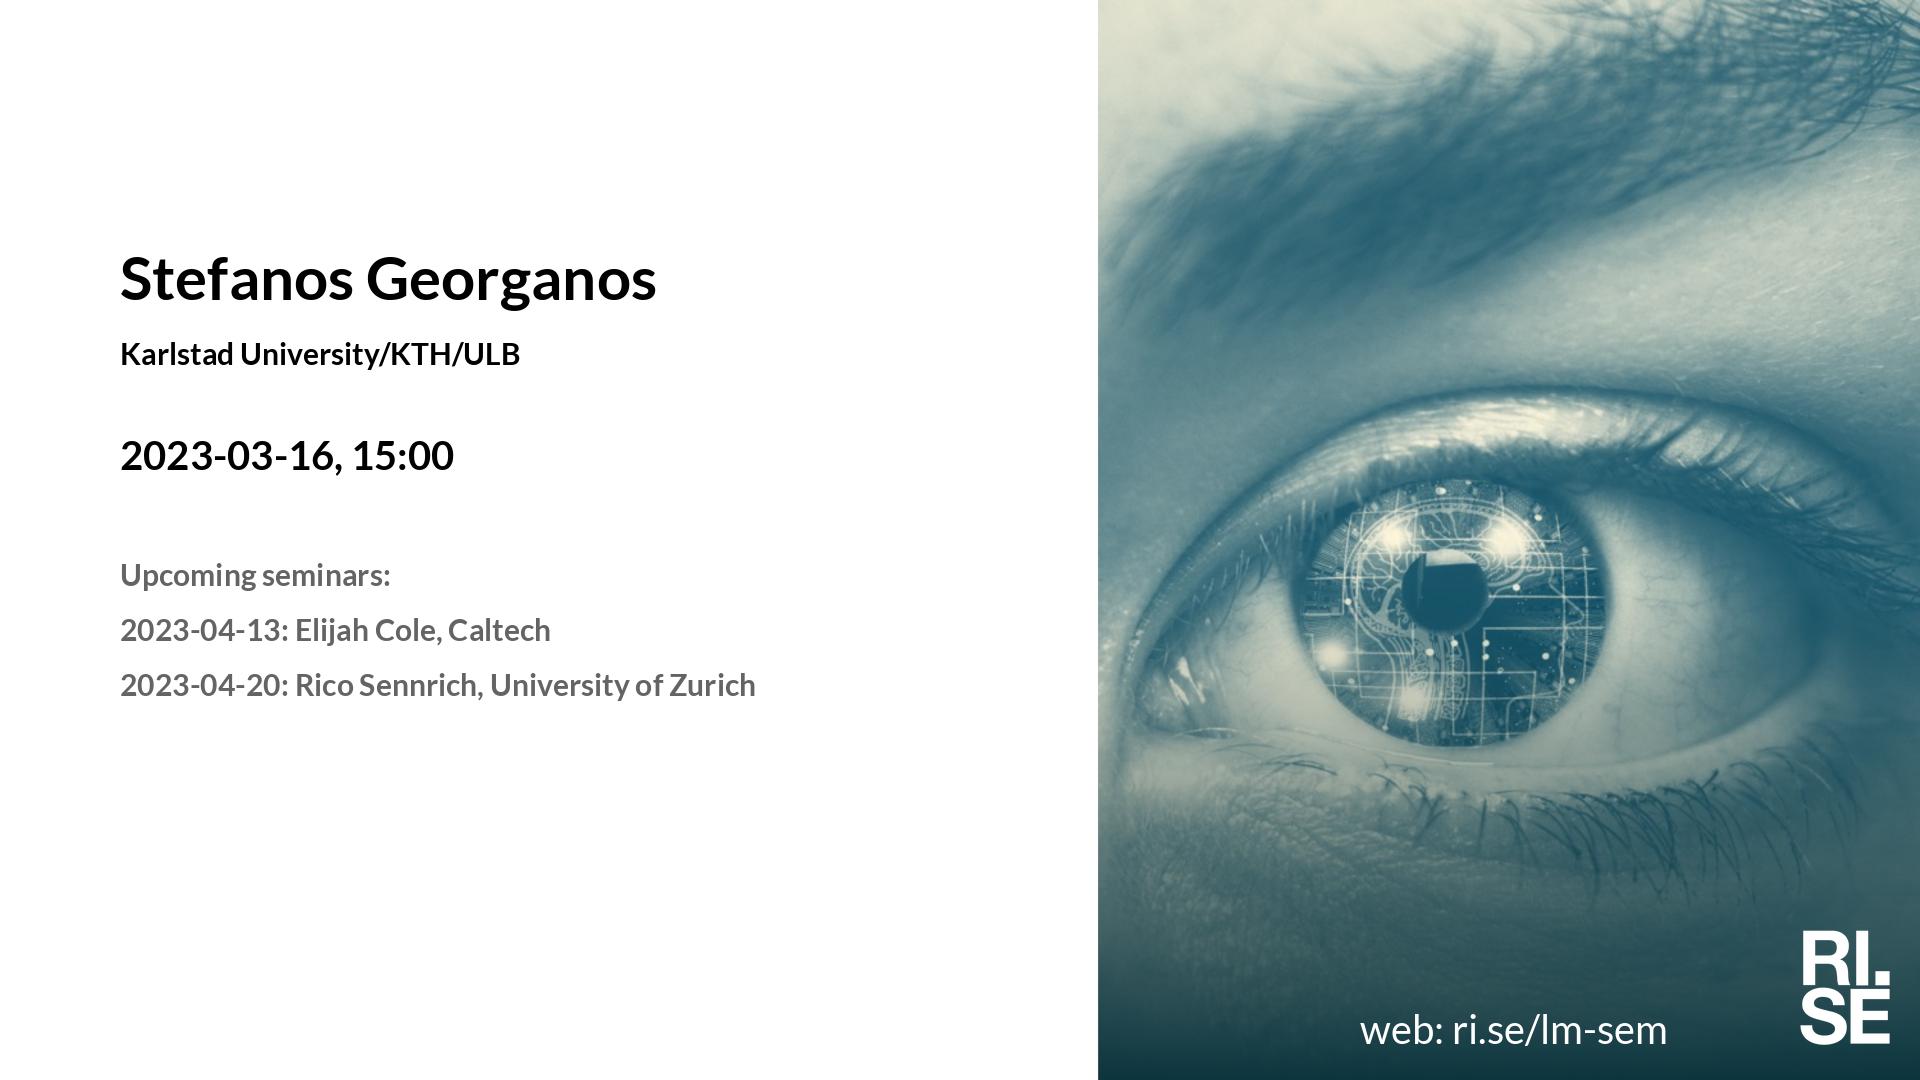 Stefanos Georganos
Karlstad University/KTH/ULB
2023-03-16, 15:00
Upcoming seminars:
2023-04-13: Elijah Cole, Caltech
2023-04-20: Rico Sennrich, University of Zurich
web: ri.se/lm-sem
RI.
SE